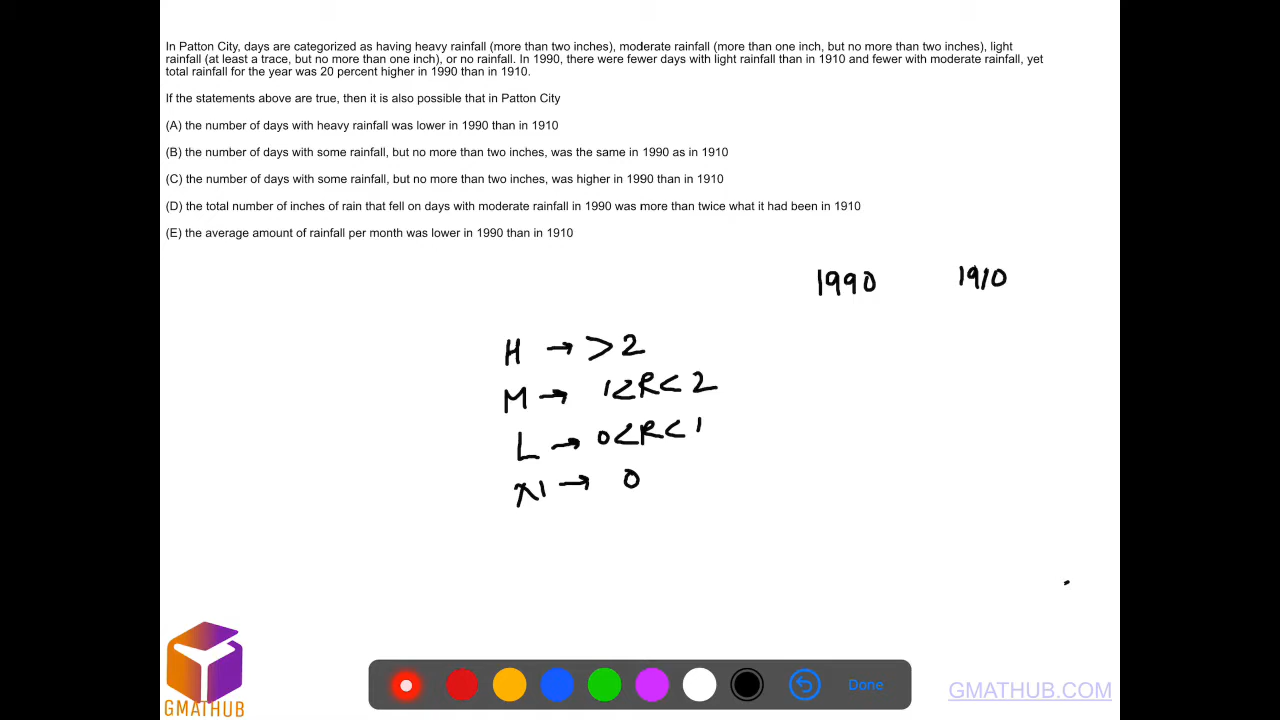 In Patton City, days are categorized as having heavy rainfall (more than two inches), moderate rainfall (more than one inch, but no more than two inches), light
rainfall (at least a trace, but no more than one inch), or no rainfall. In 1990, there were fewer days with light rainfall than in 1910 and fewer with moderate rainfall, yet
total rainfall for the year was 20 percent higher in 1990 than in 1910.
If the statements above are true, then it is also possible that in Patton City
(A) the number of days with heavy rainfall was lower in 1990 than in 1910
(B) the number of days with some rainfall, but no more than two inches, was the same in 1990 as in 1910
(C) the number of days with some rainfall, but no more than two inches, was higher in 1990 than in 1910
(D) the total number of inches of rain that fell on days with moderate rainfall in 1990 was more than twice what it had been in 1910
(E) the average amount of rainfall per month was lower in 1990 than in 1910
1990 1910
H → >2
M → 1<R<2
L → 0<R<1
→ 0
GMATHUB
Done
GMATHUB.COM